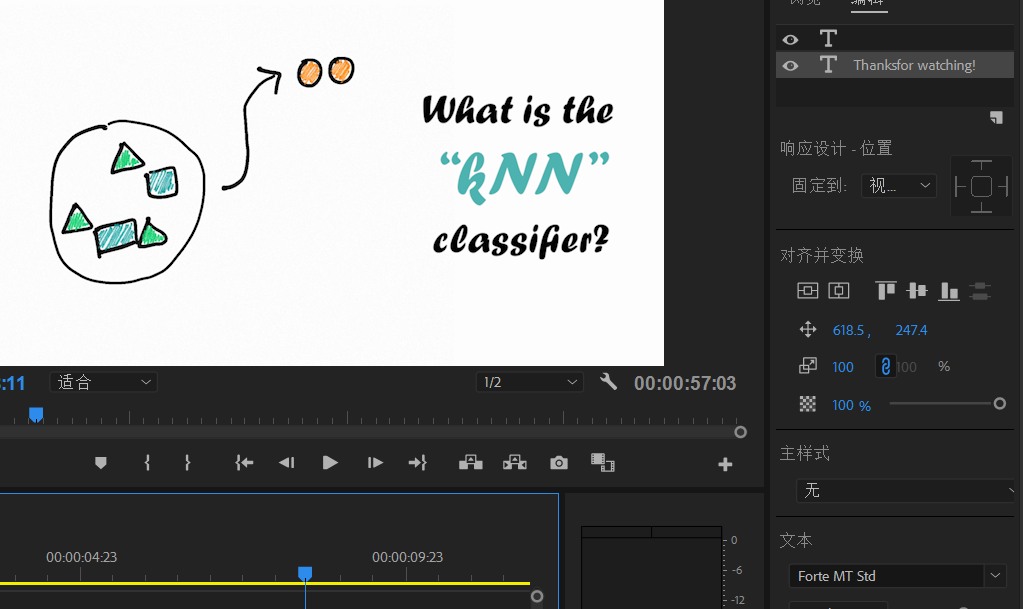 编辑
Thanksfor watching!
What is the
“kNN”
classifier?
响应设计 - 位置
固定到: 视...
对齐并变换
618.5 , 247.4
100 100 %
100 %
:11 适合 1/2 00:00:57:03
主样式
无
00:00:04:23 00:00:09:23
0
-6
-12
文本
Forte MT Std